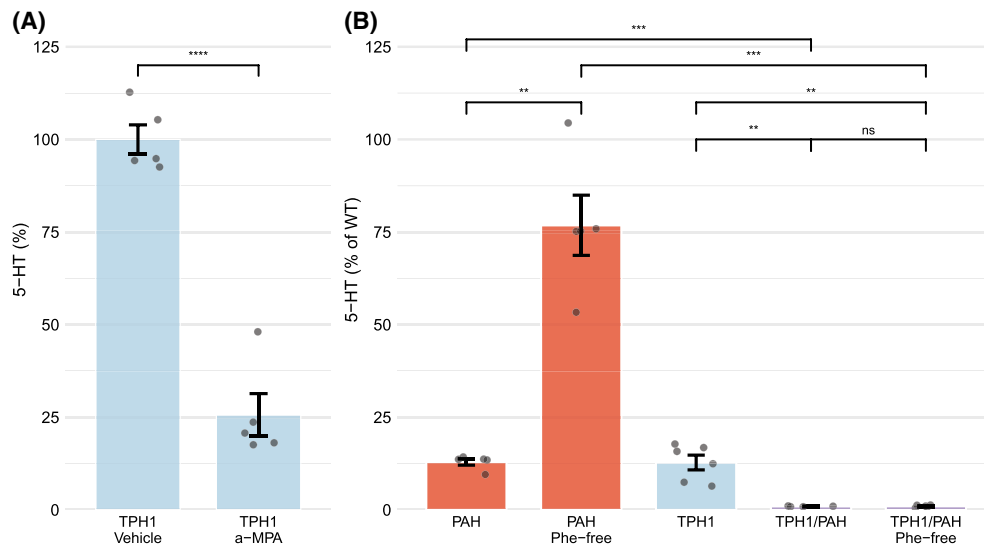 (A)
(B)
5−HT (%)
125
100
75
50
25
0
****
TPH1
Vehicle
TPH1
a−MPA
5−HT (% of WT)
125
100
75
50
25
0
***
***
**
**
**
ns
PAH
PAH
Phe−free
TPH1
TPH1/PAH
TPH1/PAH
Phe−free